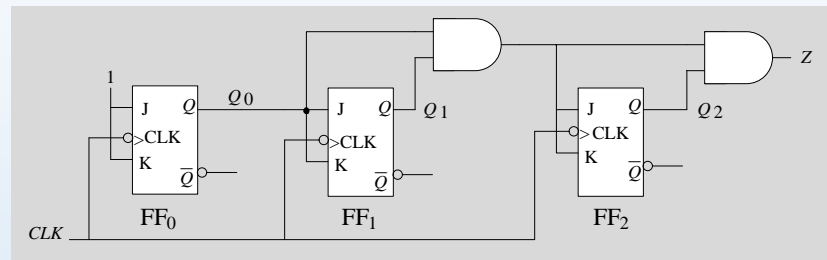 1
J
Q
CLK
K
Q̅
FF₀
Q0
J
Q
CLK
K
Q̅
FF₁
Q1
J
Q
CLK
K
Q̅
FF₂
Q2
Z
CLK